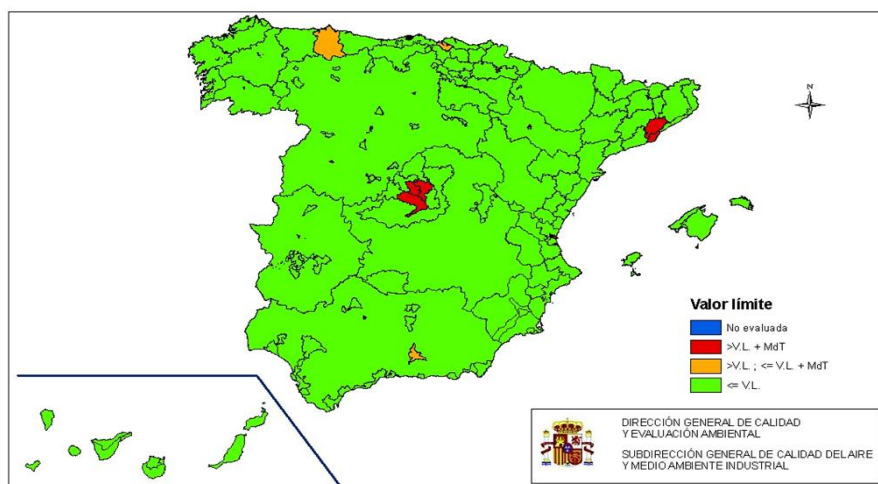 N
Valor límite
No evaluada
>V.L. + MdT
>V.L. ; <= V.L. + MdT
<= V.L.
DIRECCIÓN GENERAL DE CALIDAD
Y EVALUACIÓN AMBIENTAL
SUBDIRECCIÓN GENERAL DE CALIDAD DEL AIRE
Y MEDIO AMBIENTE INDUSTRIAL